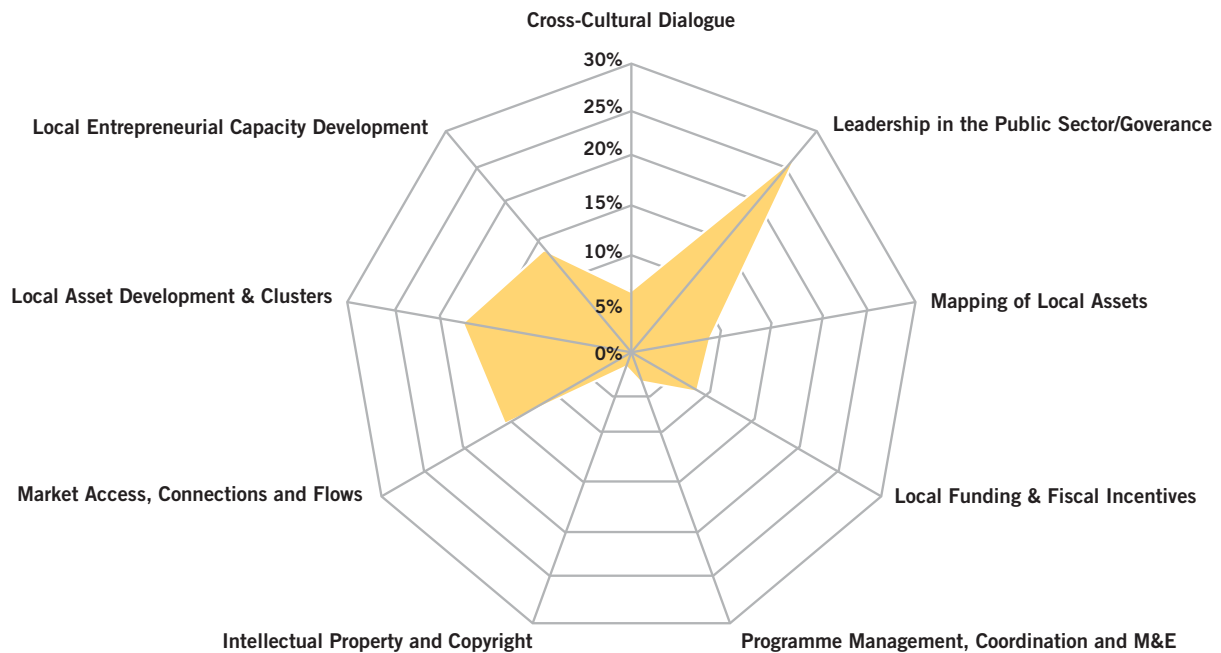 Cross-Cultural Dialogue
30%
25%
20%
15%
10%
5%
0%
Leadership in the Public Sector/Goverance
Mapping of Local Assets
Local Funding & Fiscal Incentives
Programme Management, Coordination and M&E
Intellectual Property and Copyright
Market Access, Connections and Flows
Local Asset Development & Clusters
Local Entrepreneurial Capacity Development